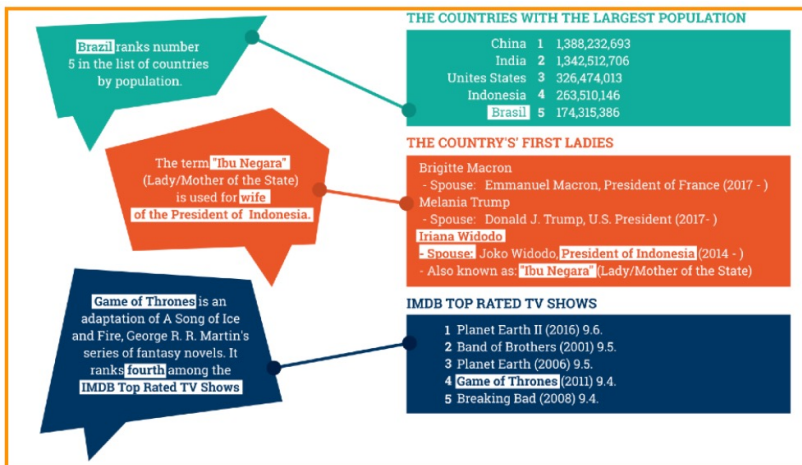 Brazil ranks number
5 in the list of countries
by population.
THE COUNTRIES WITH THE LARGEST POPULATION
China 1 1,388,232,693
India 2 1,342,512,706
Unites States 3 326,474,013
Indonesia 4 263,510,146
Brasil 5 174,315,386
The term "Ibu Negara"
(Lady/Mother of the State)
is used for wife
of the President of Indonesia.
THE COUNTRY'S' FIRST LADIES
Brigitte Macron
- Spouse: Emmanuel Macron, President of France (2017 - )
Melania Trump
- Spouse: Donald J. Trump, U.S. President (2017- )
Iriana Widodo
- Spouse: Joko Widodo, President of Indonesia (2014 - )
- Also known as: "Ibu Negara" (Lady/Mother of the State)
Game of Thrones is an
adaptation of A Song of Ice
and Fire, George R. R. Martin's
series of fantasy novels. It
ranks fourth among the
IMDB Top Rated TV Shows
IMDB TOP RATED TV SHOWS
1 Planet Earth II (2016) 9.6.
2 Band of Brothers (2001) 9.5.
3 Planet Earth (2006) 9.5.
4 Game of Thrones (2011) 9.4.
5 Breaking Bad (2008) 9.4.